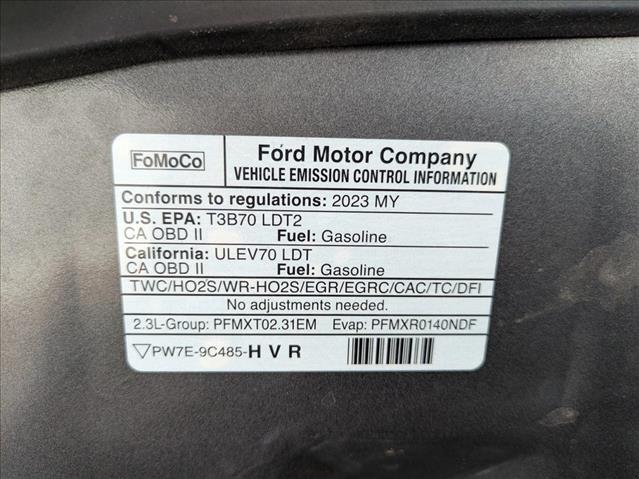 FoMoCo
Ford Motor Company
VEHICLE EMISSION CONTROL INFORMATION
Conforms to regulations: 2023 MY
U.S. EPA: T3B70 LDT2
CA OBD II Fuel: Gasoline
California: ULEV70 LDT
CA OBD II Fuel: Gasoline
TWC/HO2S/WR-HO2S/EGR/EGRC/CAC/TC/DFI
No adjustments needed.
2.3L-Group: PFMXT02.31EM Evap: PFMXR0140NDF
PW7E-9C485-H V R